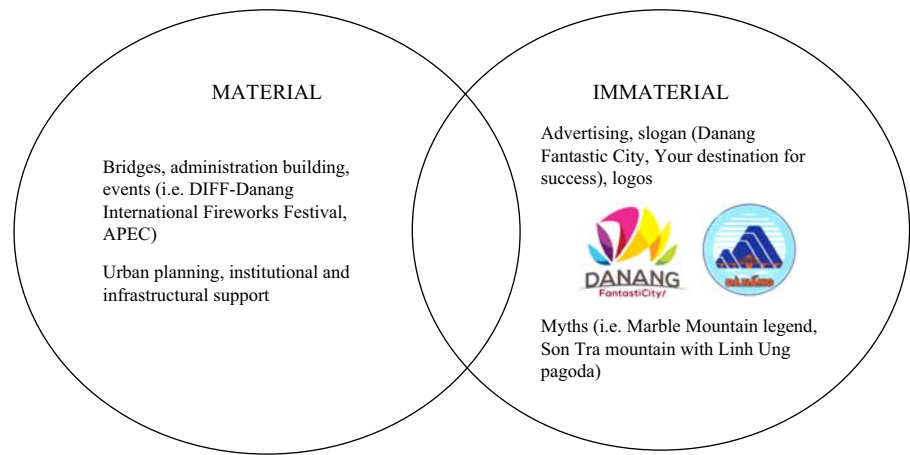 MATERIAL
Bridges, administration building,
events (i.e. DIFF-Danang
International Fireworks Festival,
APEC)
Urban planning, institutional and
infrastructural support
IMMATERIAL
Advertising, slogan (Danang
Fantastic City, Your destination for
success), logos
DANANG
FantastiCity!
ĐÀ NẴNG
Myths (i.e. Marble Mountain legend,
Son Tra mountain with Linh Ung
pagoda)